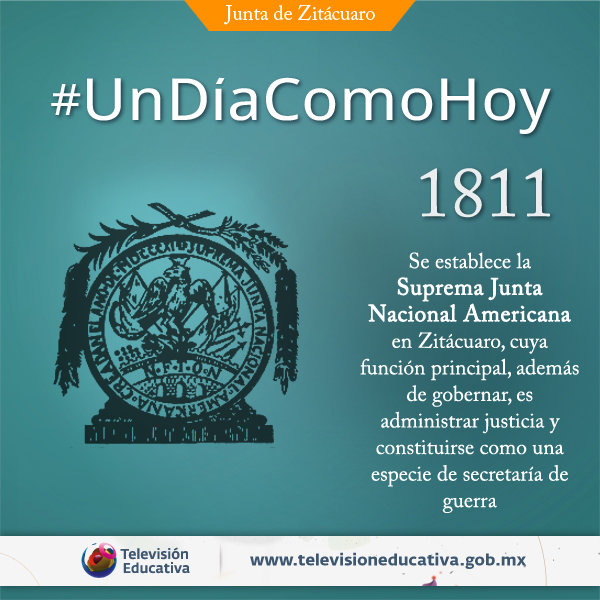 Junta de Zitácuaro
#UnDíaComoHoy
1811
Se establece la
Suprema Junta
Nacional Americana
en Zitácuaro, cuya
función principal, además
de gobernar, es
administrar justicia y
constituirse como una
especie de secretaría de
guerra
Televisión
Educativa
www.televisioneducativa.gob.mx